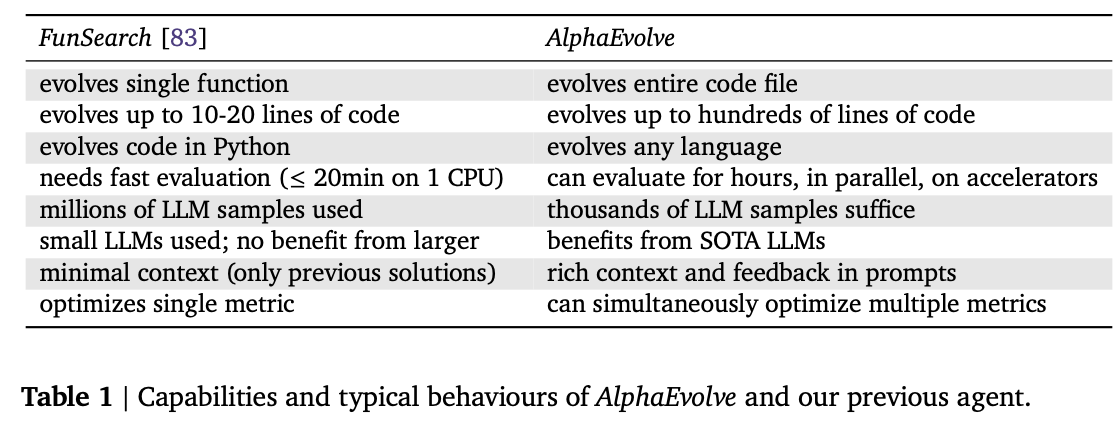 FunSearch [83] AlphaEvolve
evolves single function evolves entire code file
evolves up to 10-20 lines of code evolves up to hundreds of lines of code
evolves code in Python evolves any language
needs fast evaluation (≤ 20min on 1 CPU) can evaluate for hours, in parallel, on accelerators
millions of LLM samples used thousands of LLM samples suffice
small LLMs used; no benefit from larger benefits from SOTA LLMs
minimal context (only previous solutions) rich context and feedback in prompts
optimizes single metric can simultaneously optimize multiple metrics
Table 1 | Capabilities and typical behaviours of AlphaEvolve and our previous agent.